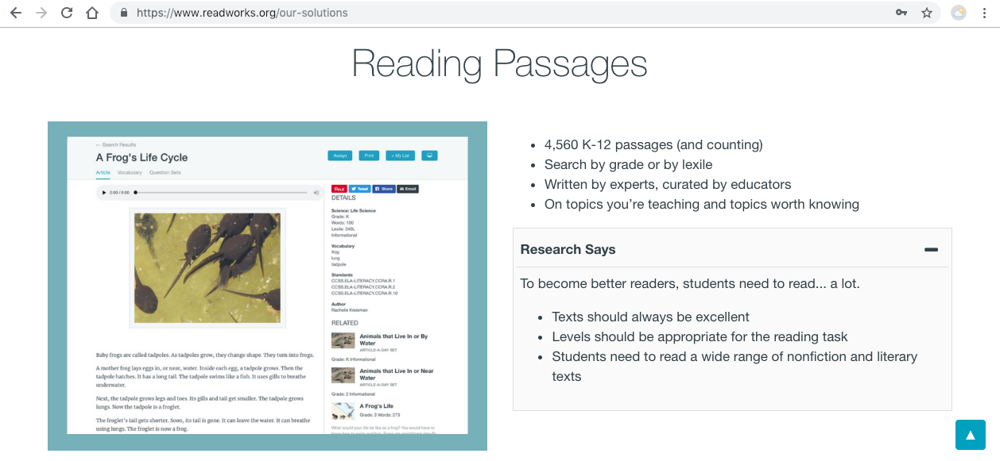 https://www.readworks.org/our-solutions
Reading Passages
← Search Results
A Frog's Life Cycle
Assign
Print
+ My List
Article
Vocabulary
Question Sets
0:00 / 0:00
Pin it
Tweet
Share
Email
DETAILS
Science: Life Science
Grade: K
Words: 100
Lexile: 340L
Informational
Vocabulary
frog
lung
tadpole
Standards
CCSS.ELA-LITERACY.CCRA.R.1
CCSS.ELA-LITERACY.CCRA.R.2
CCSS.ELA-LITERACY.CCRA.R.10
Author
Rachelle Kreisman
RELATED
Animals that Live In or By
Water
ARTICLE-A-DAY SET
Grade: K Informational
Animals that Live In or Near
Water
ARTICLE-A-DAY SET
Grade: 2 Informational
A Frog's Life
Grade: 3 Words: 273
What would your life be like as a frog? You would have to
Baby frogs are called tadpoles. As tadpoles grow, they change shape. They turn into frogs.
A mother frog lays eggs in, or near, water. Inside each egg, a tadpole grows. Then the
tadpole hatches. It has a long tail. The tadpole swims like a fish. It uses gills to breathe
underwater.
Next, the tadpole grows legs and toes. Its gills and tail get smaller. The tadpole grows
lungs. Now the tadpole is a froglet.
The froglet's tail gets shorter. Soon, its tail is gone. It can leave the water. It can breathe
using lungs. The froglet is now a frog.
• 4,560 K-12 passages (and counting)
• Search by grade or by lexile
• Written by experts, curated by educators
• On topics you’re teaching and topics worth knowing
Research Says
To become better readers, students need to read... a lot.
• Texts should always be excellent
• Levels should be appropriate for the reading task
• Students need to read a wide range of nonfiction and literary
texts